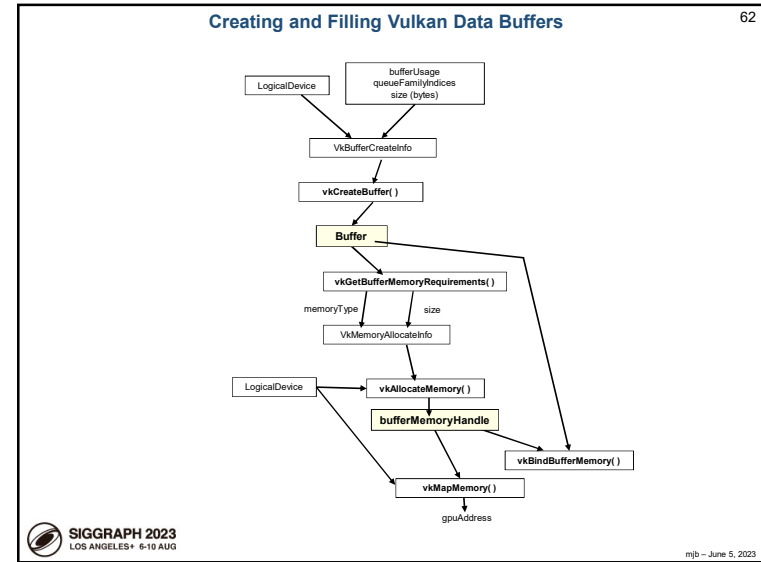 Creating and Filling Vulkan Data Buffers
62
LogicalDevice
bufferUsage
queueFamilyIndices
size (bytes)
VkBufferCreateInfo
vkCreateBuffer( )
Buffer
vkGetBufferMemoryRequirements( )
memoryType
size
VkMemoryAllocateInfo
LogicalDevice
vkAllocateMemory( )
bufferMemoryHandle
vkBindBufferMemory( )
vkMapMemory( )
gpuAddress
SIGGRAPH 2023
LOS ANGELES+ 6-10 AUG
mjb – June 5, 2023